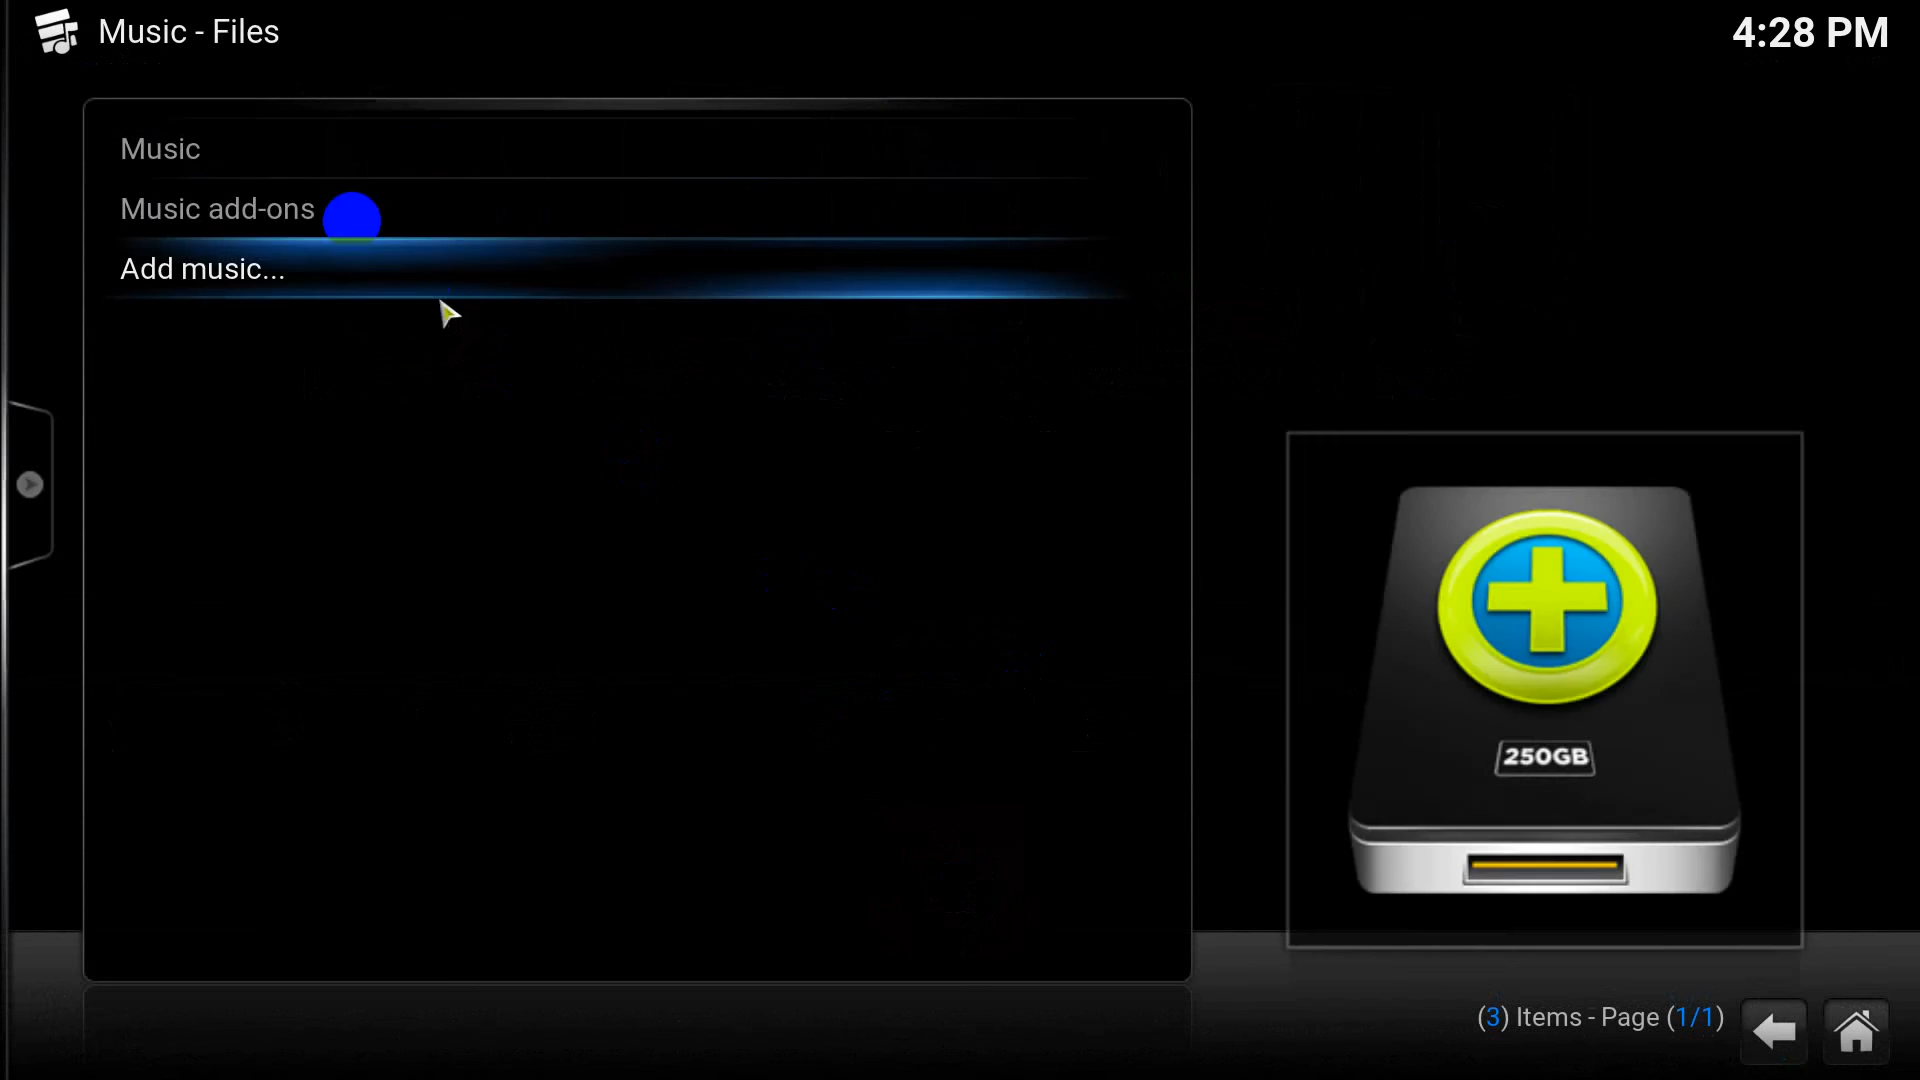 Music - Files
4:28 PM
Music
Music add-ons
Add music...
250GB
(3) Items - Page (1/1)